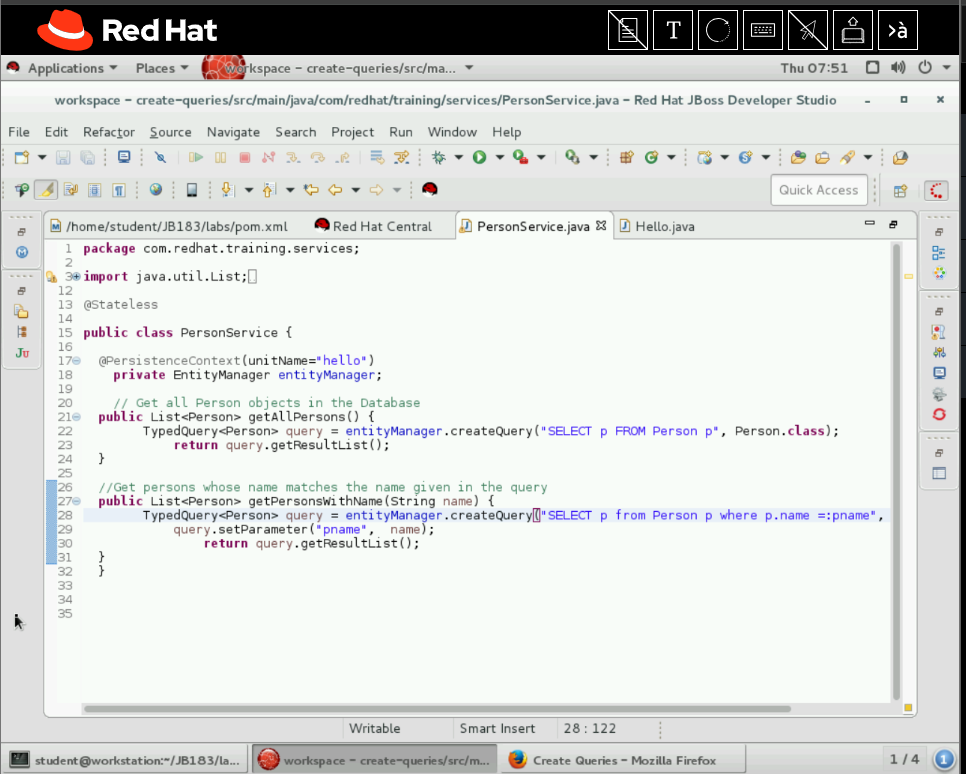 Red Hat
T
>à
Applications Places workspace – create-queries/src/ma... Thu 07:51
workspace – create-queries/src/main/java/com/redhat/training/services/PersonService.java – Red Hat JBoss Developer Studio
File Edit Refactor Source Navigate Search Project Run Window Help
Quick Access
/home/student/JB183/labs/pom.xml Red Hat Central PersonService.java Hello.java
1 package com.redhat.training.services;
2
3 import java.util.List;
12
13 @Stateless
14
15 public class PersonService {
16
17 @PersistenceContext(unitName="hello")
18 private EntityManager entityManager;
19
20 // Get all Person objects in the Database
21 public List<Person> getAllPersons() {
22 TypedQuery<Person> query = entityManager.createQuery("SELECT p FROM Person p", Person.class);
23 return query.getResultList();
24 }
25
26 //Get persons whose name matches the name given in the query
27 public List<Person> getPersonsWithName(String name) {
28 TypedQuery<Person> query = entityManager.createQuery("SELECT p from Person p where p.name =:pname",
29 query.setParameter("pname", name);
30 return query.getResultList();
31 }
32 }
33
34
35
Ju
Writable Smart Insert 28 : 122
student@workstation:~/JB183/la... workspace – create-queries/src/m... Create Queries – Mozilla Firefox 1 / 4 1